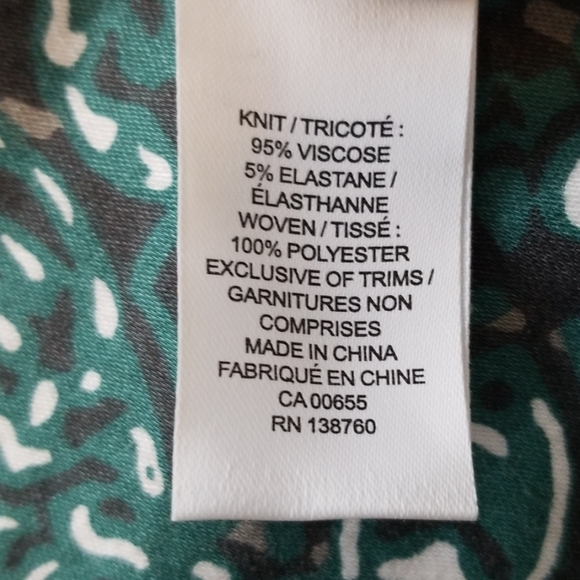 KNIT / TRICOTÉ :
95% VISCOSE
5% ELASTANE /
ÉLASTHANNE
WOVEN / TISSÉ :
100% POLYESTER
EXCLUSIVE OF TRIMS /
GARNITURES NON
COMPRISES
MADE IN CHINA
FABRIQUÉ EN CHINE
CA 00655
RN 138760